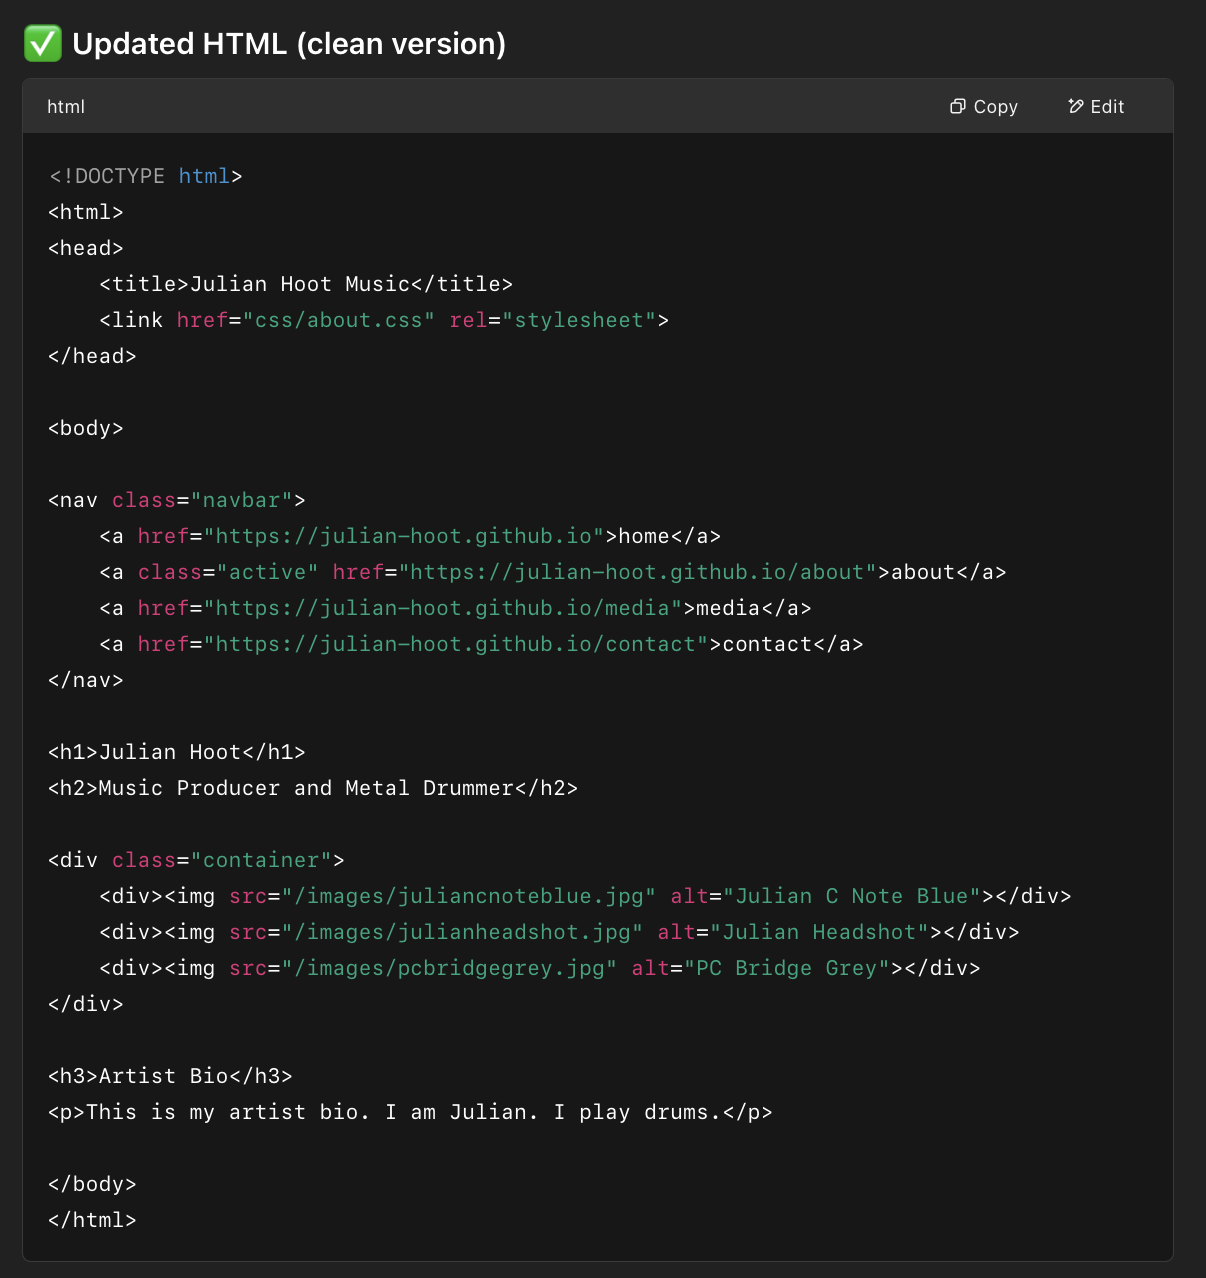 ✅ Updated HTML (clean version)
html
Copy
Edit
<!DOCTYPE html>
<html>
<head>
    <title>Julian Hoot Music</title>
    <link href="css/about.css" rel="stylesheet">
</head>

<body>

<nav class="navbar">
    <a href="https://julian-hoot.github.io">home</a>
    <a class="active" href="https://julian-hoot.github.io/about">about</a>
    <a href="https://julian-hoot.github.io/media">media</a>
    <a href="https://julian-hoot.github.io/contact">contact</a>
</nav>

<h1>Julian Hoot</h1>
<h2>Music Producer and Metal Drummer</h2>

<div class="container">
    <div><img src="/images/juliancnoteblue.jpg" alt="Julian C Note Blue"></div>
    <div><img src="/images/julianheadshot.jpg" alt="Julian Headshot"></div>
    <div><img src="/images/pcbridgegrey.jpg" alt="PC Bridge Grey"></div>
</div>

<h3>Artist Bio</h3>
<p>This is my artist bio. I am Julian. I play drums.</p>

</body>
</html>